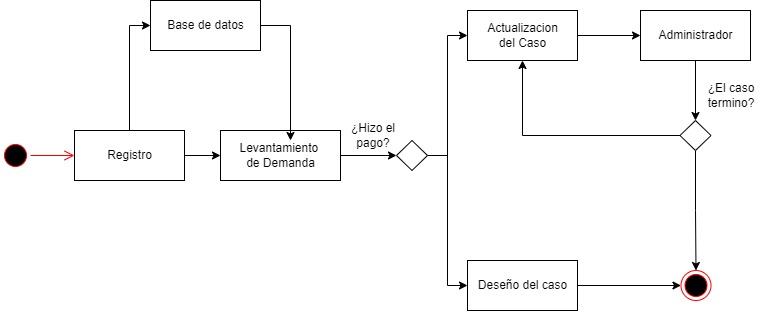 Base de datos
Actualizacion
del Caso
Administrador
¿El caso
termino?
¿Hizo el
pago?
Registro
Levantamiento
de Demanda
Deseño del caso